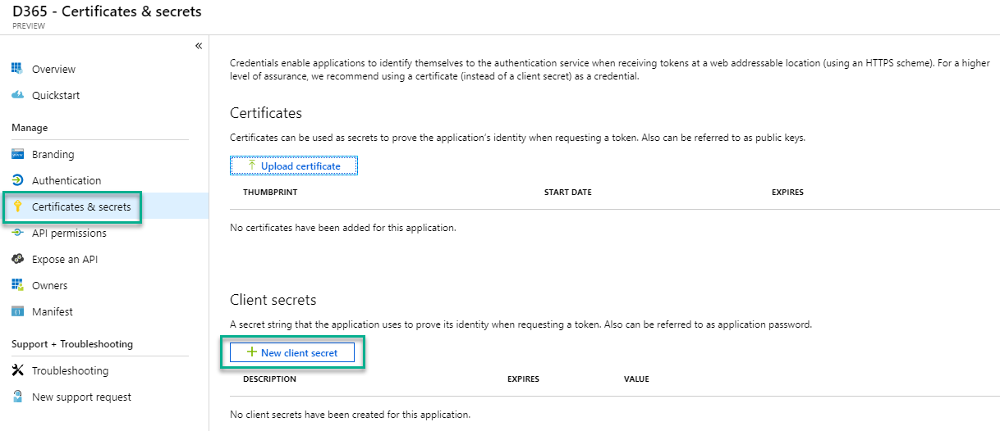 D365 - Certificates & secrets
PREVIEW
«
Overview
Quickstart
Manage
Branding
Authentication
Certificates & secrets
API permissions
Expose an API
Owners
Manifest
Support + Troubleshooting
Troubleshooting
New support request
Credentials enable applications to identify themselves to the authentication service when receiving tokens at a web addressable location (using an HTTPS scheme). For a higher
level of assurance, we recommend using a certificate (instead of a client secret) as a credential.
Certificates
Certificates can be used as secrets to prove the application's identity when requesting a token. Also can be referred to as public keys.
Upload certificate
THUMBPRINT START DATE EXPIRES
No certificates have been added for this application.
Client secrets
A secret string that the application uses to prove its identity when requesting a token. Also can be referred to as application password.
New client secret
DESCRIPTION EXPIRES VALUE
No client secrets have been created for this application.